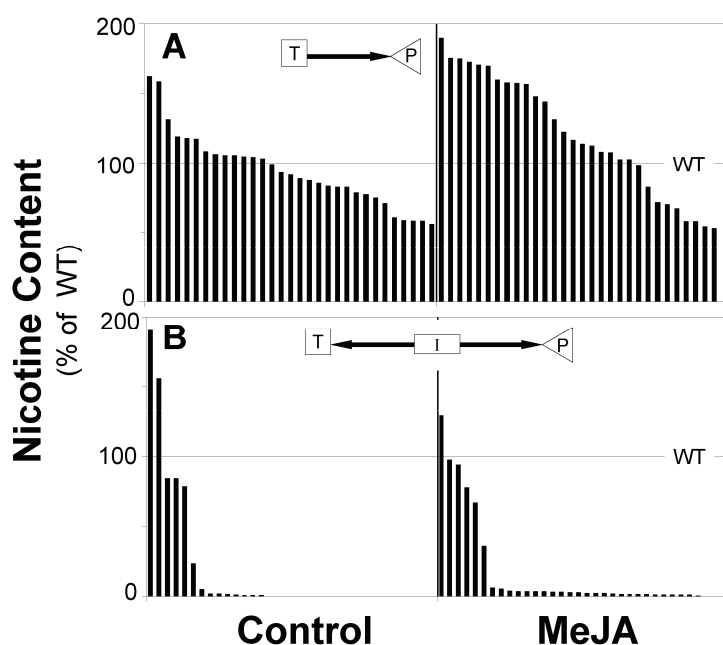 200
A
T
P
100
WT
0
200
B
T
I
P
100
WT
0
Nicotine Content
(% of WT)
Control
MeJA